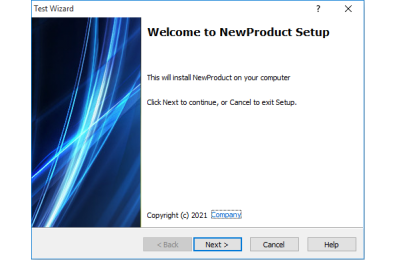 Test Wizard
Welcome to NewProduct Setup
This will install NewProduct on your computer
Click Next to continue, or Cancel to exit Setup.
Copyright (c) 2021 Company
< Back Next > Cancel Help